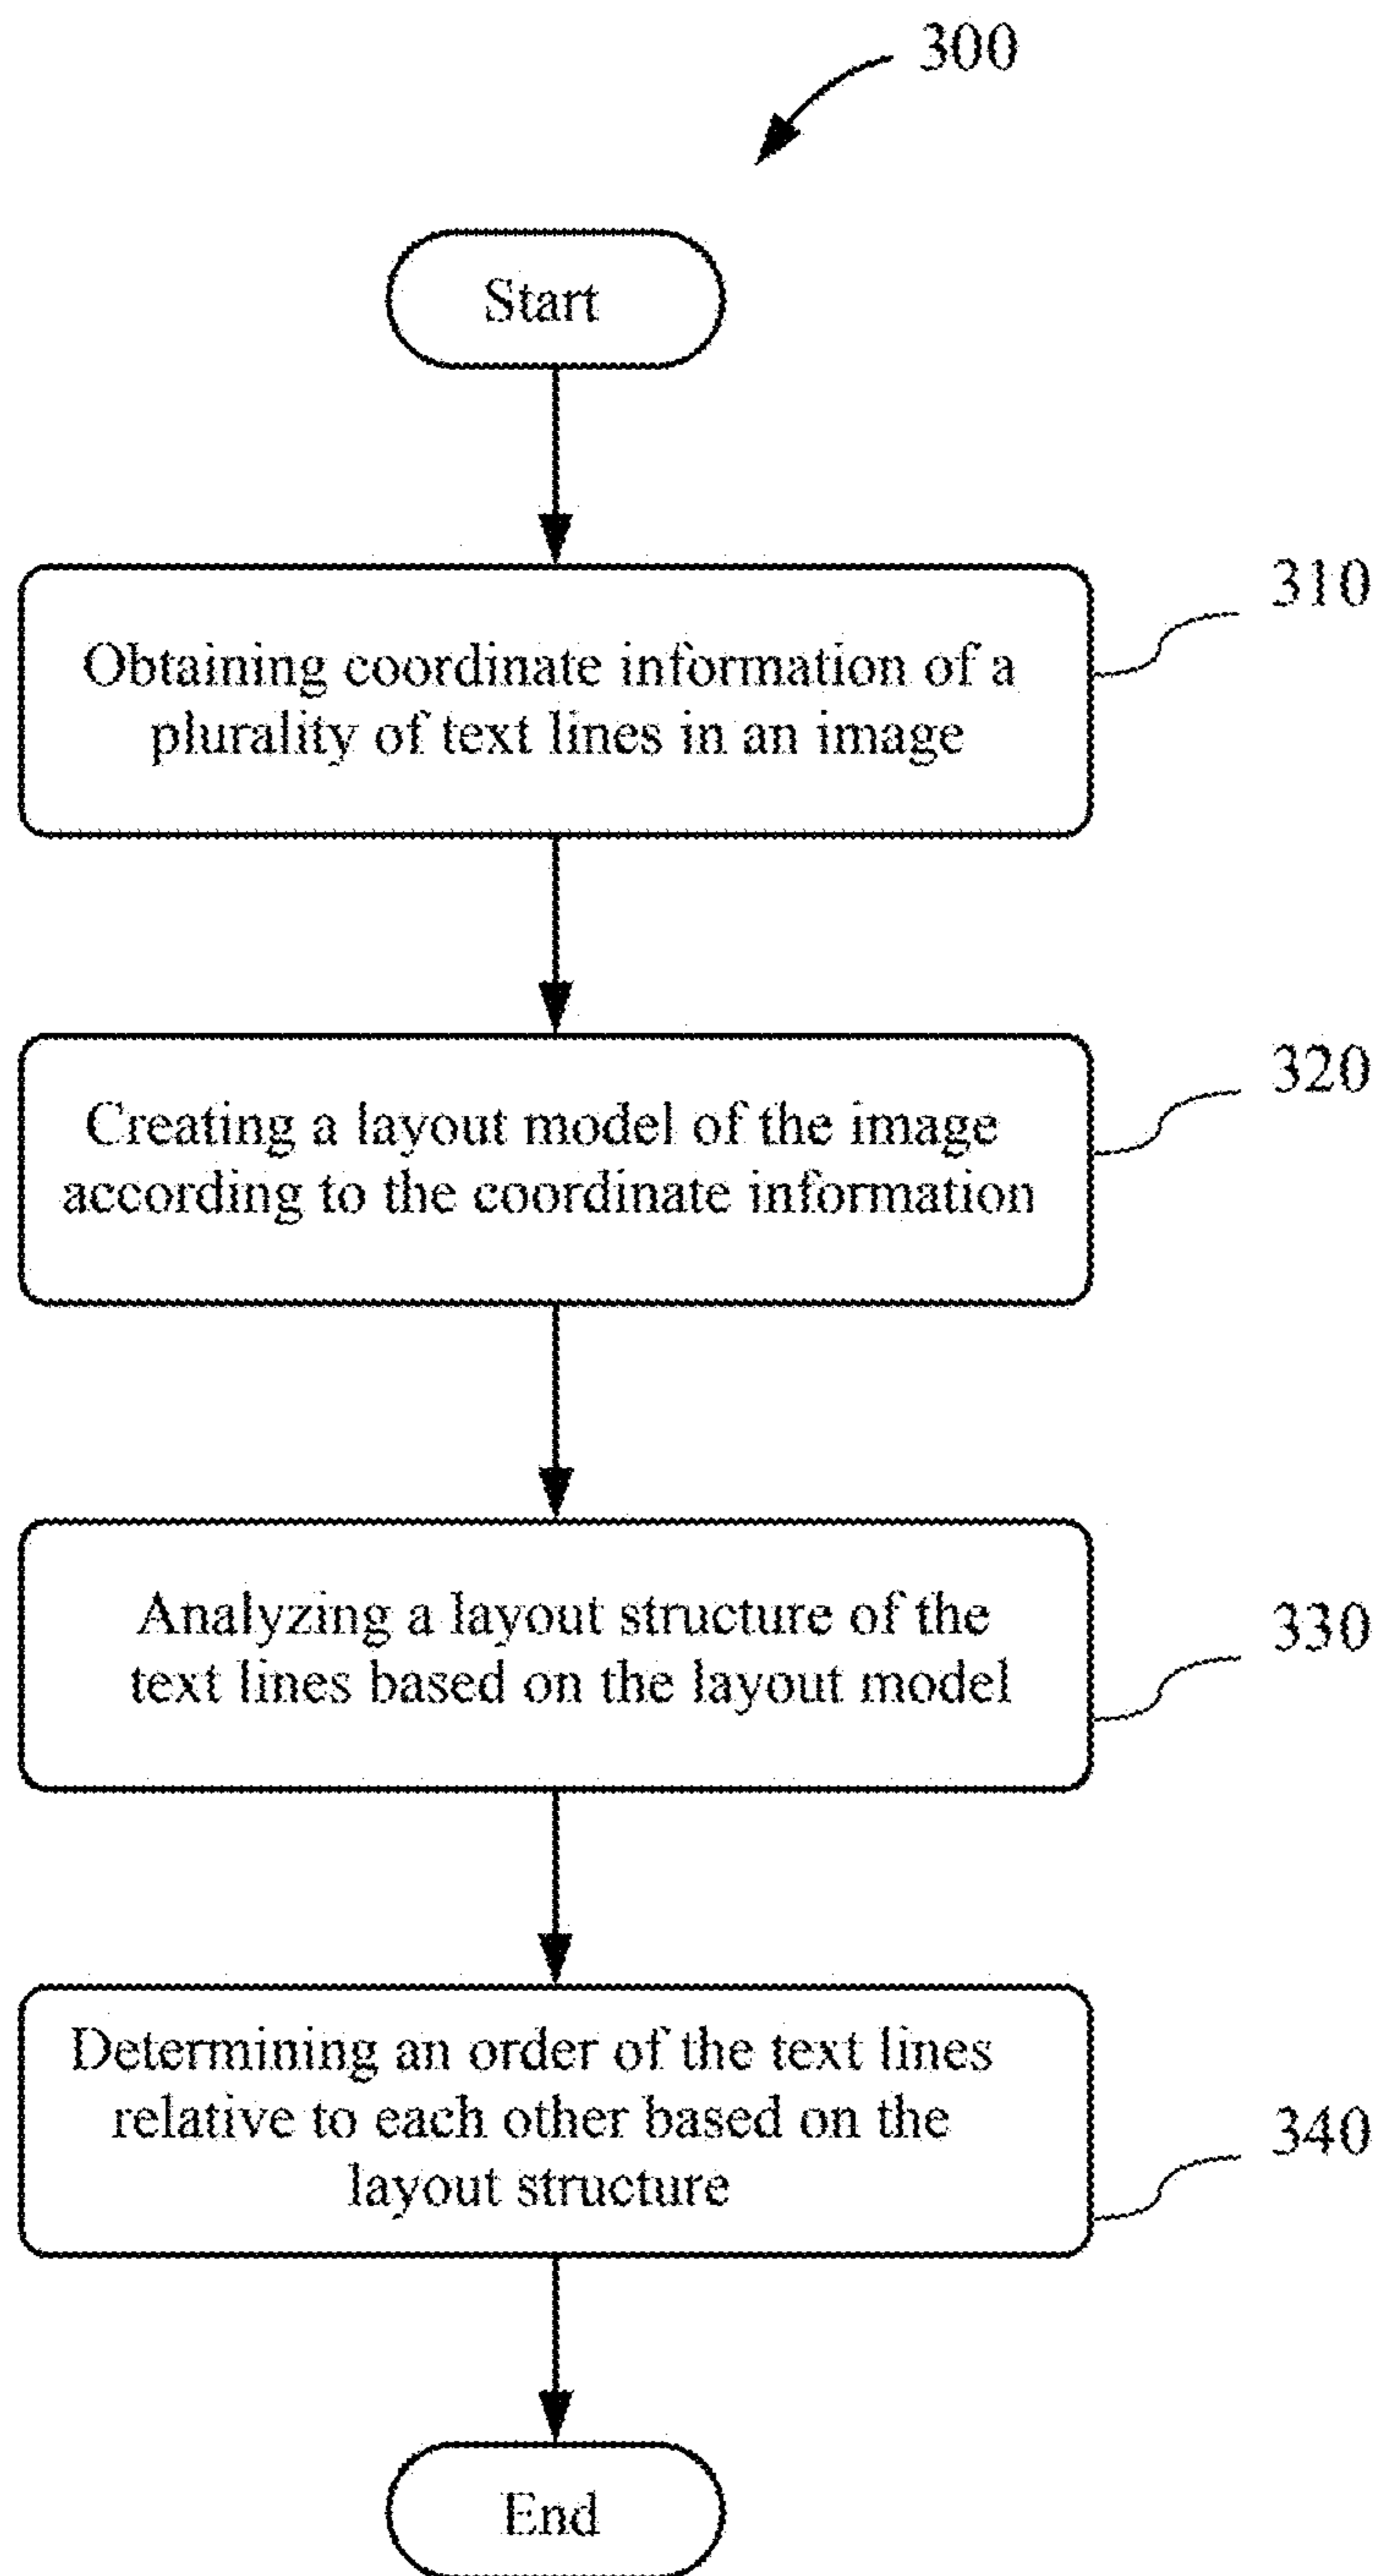 300
Start
310
Obtaining coordinate information of a
plurality of text lines in an image
320
Creating a layout model of the image
according to the coordinate information
330
Analyzing a layout structure of the
text lines based on the layout model
340
Determining an order of the text lines
relative to each other based on the
layout structure
End